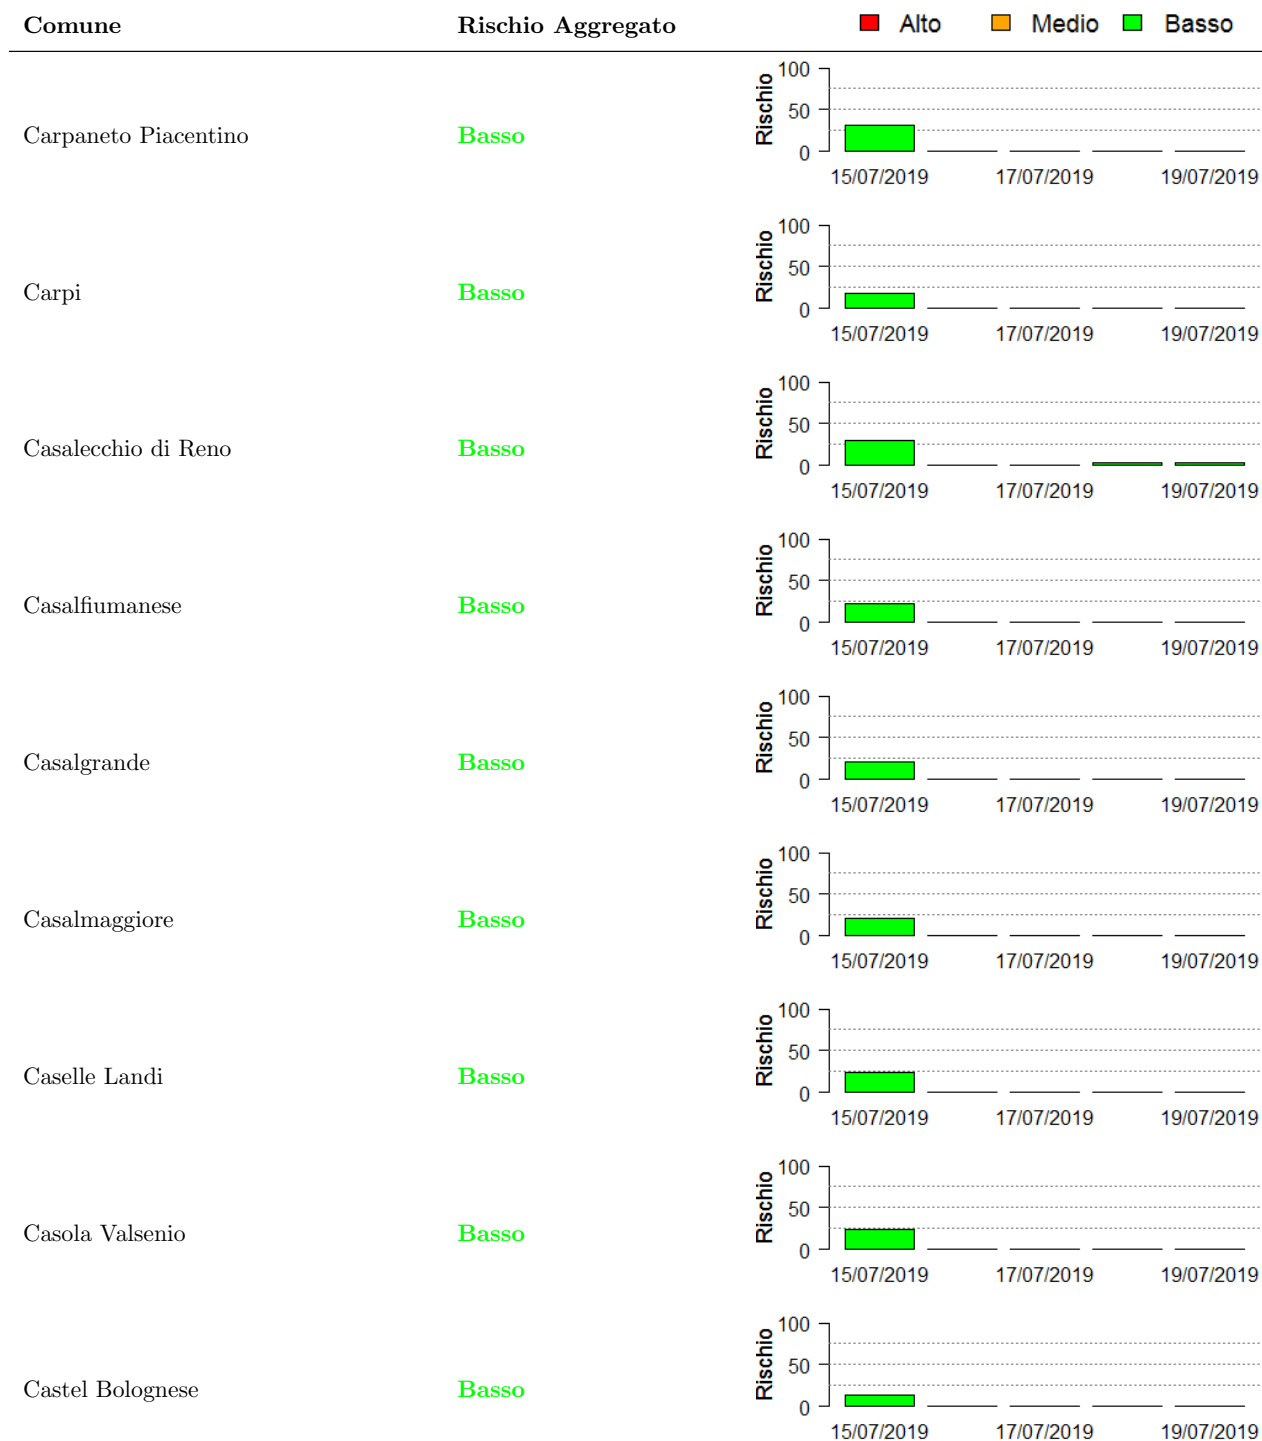 Comune Rischio Aggregato Alto Medio Basso
Carpaneto Piacentino Basso
Rischio
100
50
0
15/07/2019 17/07/2019 19/07/2019
Carpi Basso
Rischio
100
50
0
15/07/2019 17/07/2019 19/07/2019
Casalecchio di Reno Basso
Rischio
100
50
0
15/07/2019 17/07/2019 19/07/2019
Casalfiumanese Basso
Rischio
100
50
0
15/07/2019 17/07/2019 19/07/2019
Casalgrande Basso
Rischio
100
50
0
15/07/2019 17/07/2019 19/07/2019
Casalmaggiore Basso
Rischio
100
50
0
15/07/2019 17/07/2019 19/07/2019
Caselle Landi Basso
Rischio
100
50
0
15/07/2019 17/07/2019 19/07/2019
Casola Valsenio Basso
Rischio
100
50
0
15/07/2019 17/07/2019 19/07/2019
Castel Bolognese Basso
Rischio
100
50
0
15/07/2019 17/07/2019 19/07/2019